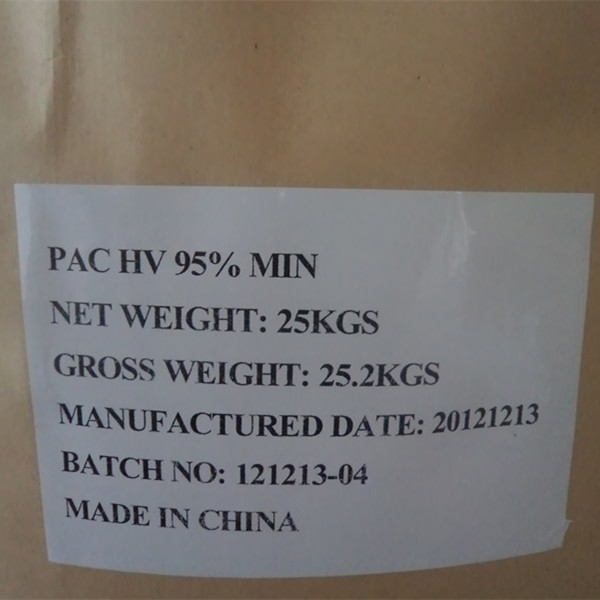 PAC HV 95% MIN
NET WEIGHT: 25KGS
GROSS WEIGHT: 25.2KGS
MANUFACTURED DATE: 20121213
BATCH NO: 121213-04
MADE IN CHINA